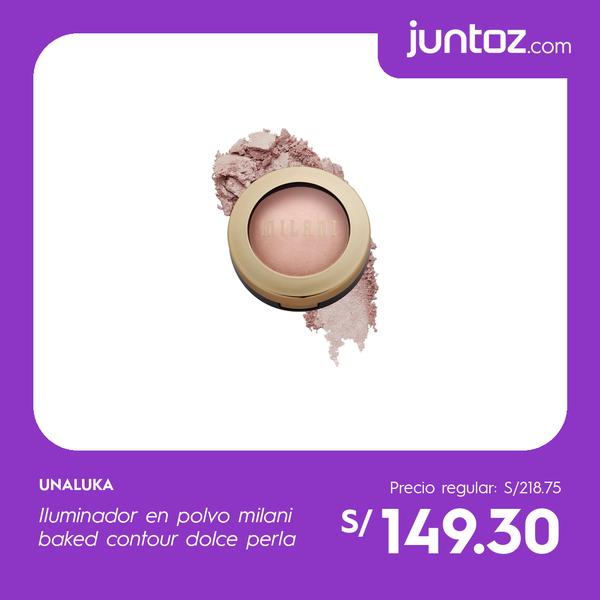 juntoz.com
MILANI
UNALUKA
Iluminador en polvo milani
baked contour dolce perla
Precio regular: S/218.75
S/149.30